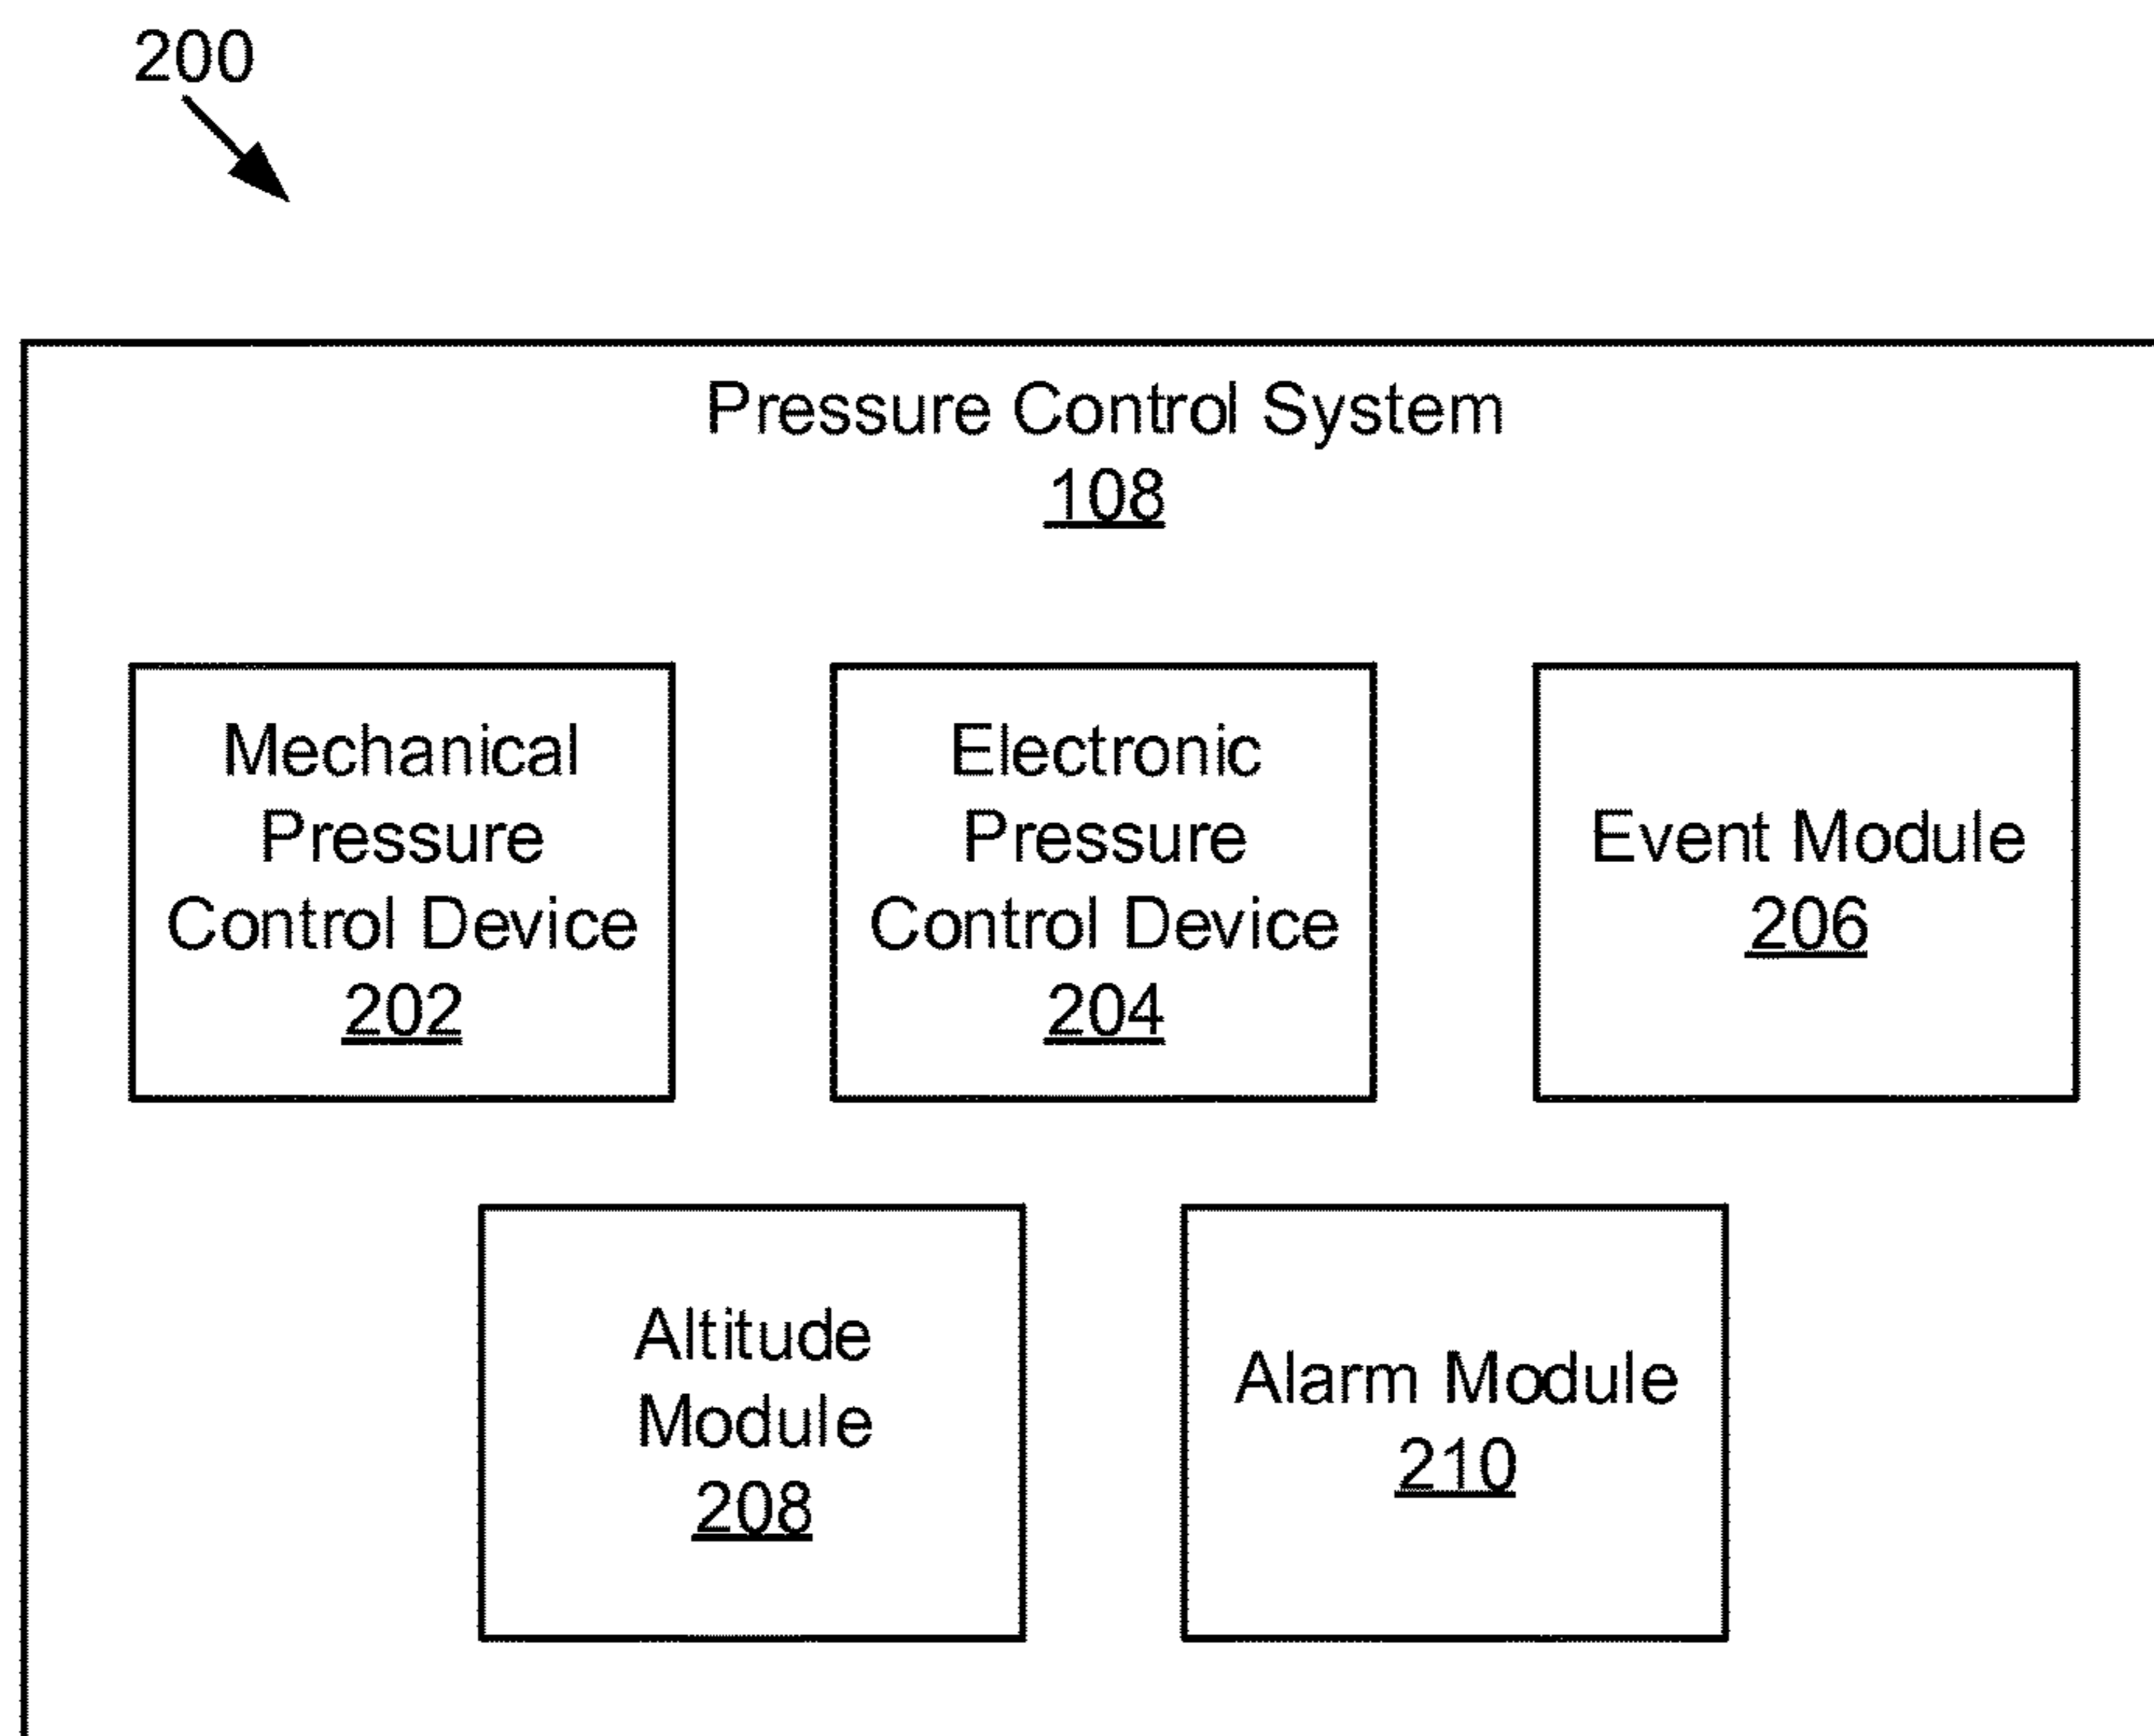 200
Pressure Control System
108
Mechanical
Pressure
Control Device
202
Electronic
Pressure
Control Device
204
Event Module
206
Altitude
Module
208
Alarm Module
210